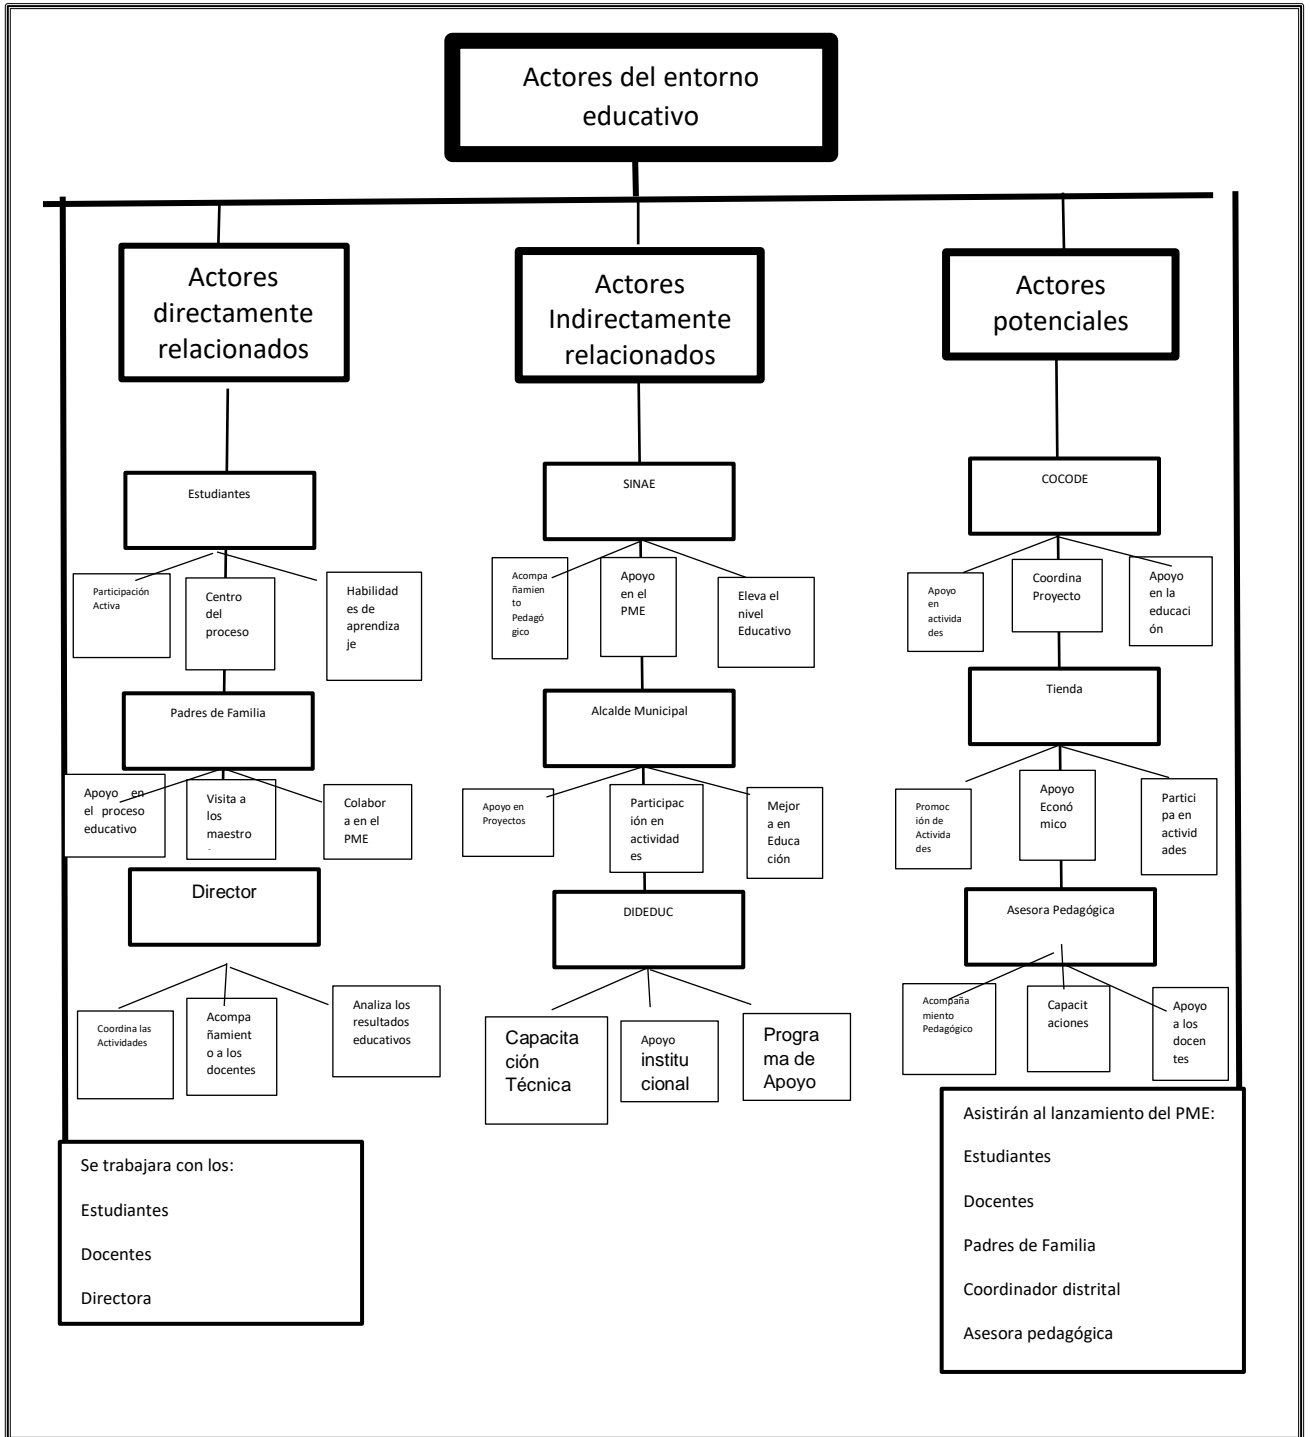 Actores del entorno
educativo
Actores
directamente
relacionados
Actores
Indirectamente
relacionados
Actores
potenciales
Estudiantes
SINAE
COCODE
Participación
Activa
Centro
del
proceso
Habilidad
es de
aprendiza
je
Acompa
ñamien
to
Pedagó
gico
Apoyo
en el
PME
Eleva el
nivel
Educativo
Apoyo
en
activida
des
Coordina
Proyecto
Apoyo
en la
educaci
ón
Padres de Familia
Alcalde Municipal
Tienda
Apoyo en
el proceso
educativo
Visita a
los
maestro
Colabor
a en el
PME
Apoyo en
Proyectos
Participac
ión en
actividad
es
Mejor
a en
Educa
ción
Promoc
ión de
Activida
des
Apoyo
Econó
mico
Partici
pa en
activid
ades
Director
DIDEDUC
Asesora Pedagógica
Coordina las
Actividades
Acompa
ñamient
o a los
docentes
Analiza los
resultados
educativos
Capacita
ción
Técnica
Apoyo
institu
cional
Progra
ma de
Apoyo
Acompaña
miento
Pedagógico
Capacit
aciones
Apoyo
a los
docen
tes
Se trabajara con los:
Estudiantes
Docentes
Directora
Asistirán al lanzamiento del PME:
Estudiantes
Docentes
Padres de Familia
Coordinador distrital
Asesora pedagógica